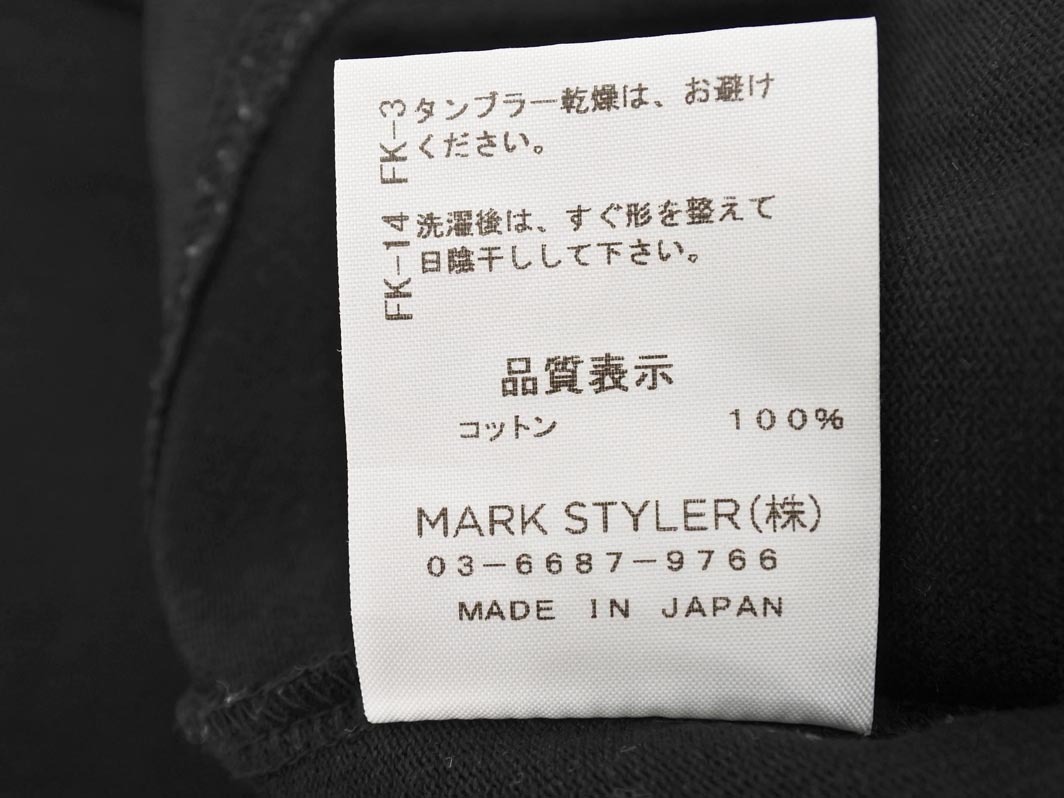 FK-3 タンブラー乾燥は、お避け
ください。
FK-14 洗濯後は、すぐ形を整えて
日陰干しして下さい。
品質表示
コットン 100%
MARK STYLER(株)
03-6687-9766
MADE IN JAPAN